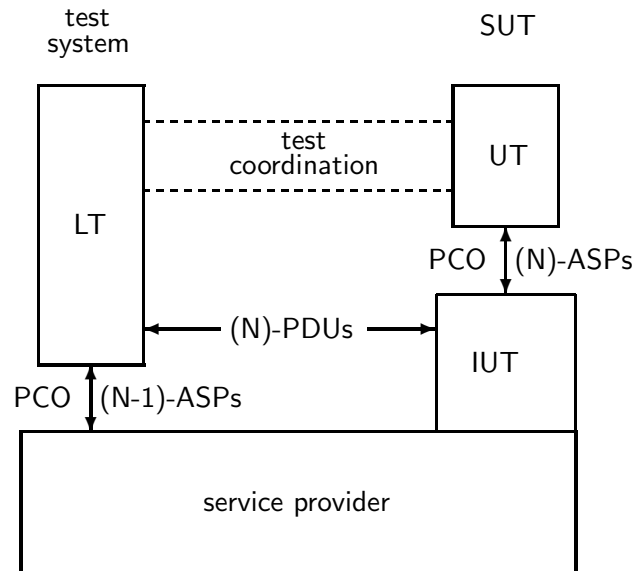 test
system
SUT
test
coordination
UT
LT
PCO (N)-ASPs
(N)-PDUs
IUT
PCO (N-1)-ASPs
service provider